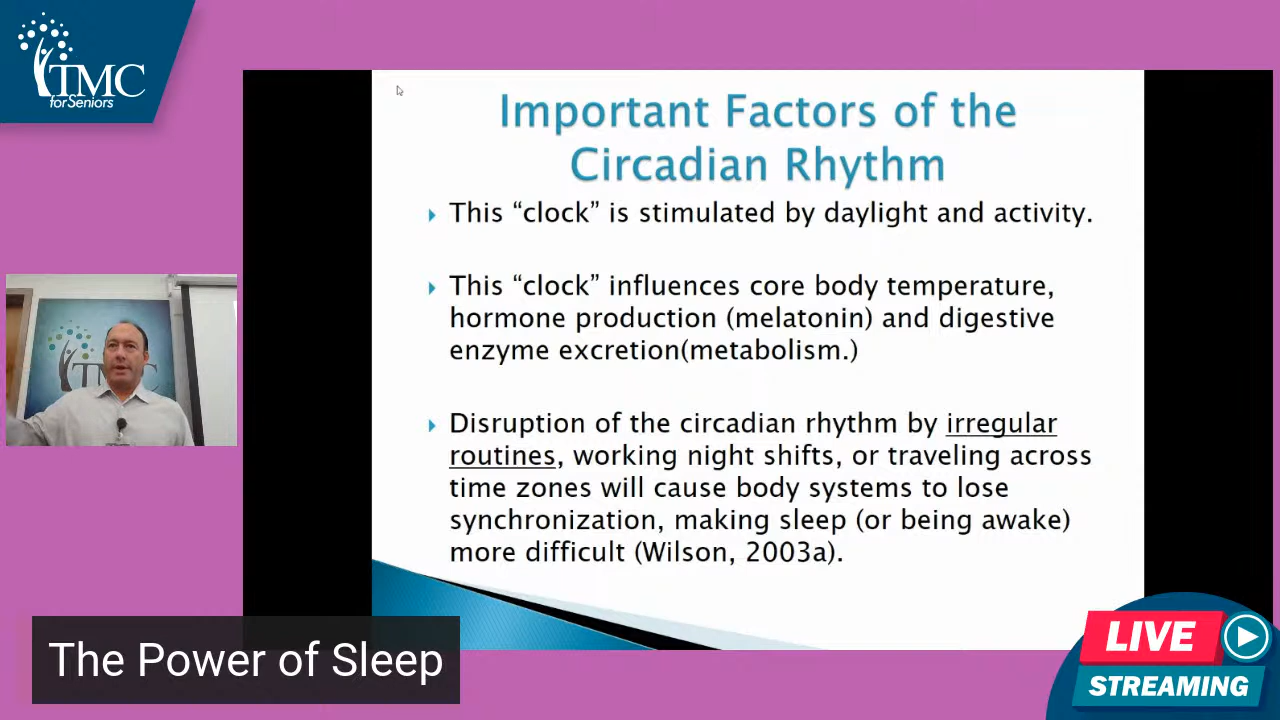 TMC
for Seniors
Important Factors of the
Circadian Rhythm
This “clock” is stimulated by daylight and activity.
This “clock” influences core body temperature,
hormone production (melatonin) and digestive
enzyme excretion(metabolism.)
Disruption of the circadian rhythm by irregular
routines, working night shifts, or traveling across
time zones will cause body systems to lose
synchronization, making sleep (or being awake)
more difficult (Wilson, 2003a).
TMC
The Power of Sleep
LIVE
STREAMING